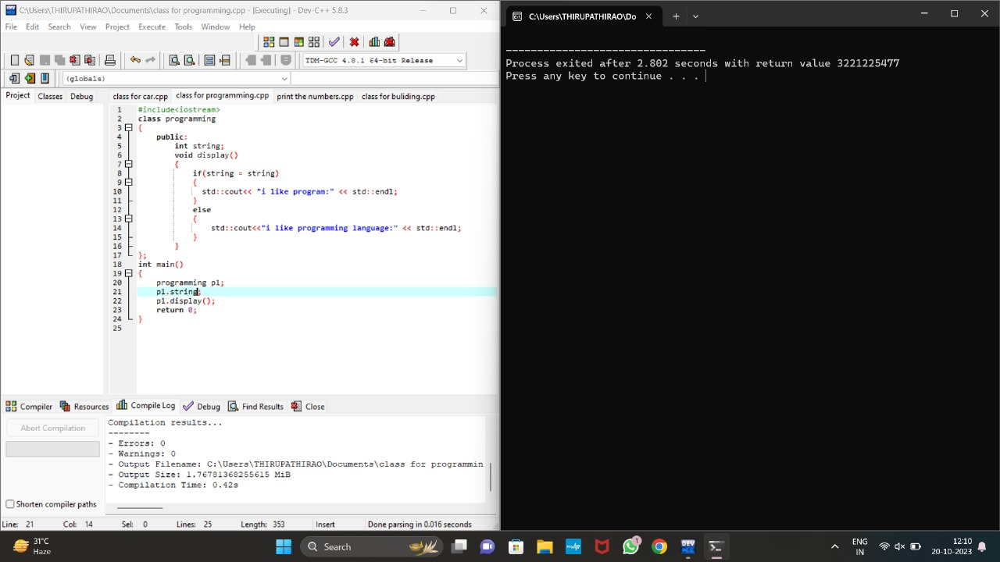 C:\Users\THIRUPATHIRAO\Documents\class for programming.cpp - [Executing] - Dev-C++ 5.8.3
File Edit Search View Project Execute Tools Window Help
TDM-GCC 4.8.1 64-bit Release
(globals)
Project Classes Debug
class for car.cpp class for programming.cpp print the numbers.cpp class for buliding.cpp
1 #include<iostream>
2 class programming
3 {
4 public:
5 int string;
6 void display()
7 {
8 if(string = string)
9 {
10 std::cout<< "i like program:" << std::endl;
11 }
12 else
13 {
14 std::cout<<"i like programming language:" << std::endl;
15 }
16 }
17 };
18 int main()
19 {
20 programming p1;
21 p1.string;
22 p1.display();
23 return 0;
24 }
25
Compiler Resources Compile Log Debug Find Results Close
Abort Compilation
Shorten compiler paths
Compilation results...
--------
- Errors: 0
- Warnings: 0
- Output Filename: C:\Users\THIRUPATHIRAO\Documents\class for programmin
- Output Size: 1.76781368255615 MiB
- Compilation Time: 0.42s
Line: 21 Col: 14 Sel: 0 Lines: 25 Length: 353 Insert Done parsing in 0.016 seconds
C:\Users\THIRUPATHIRAO\Do
--------------------------------
Process exited after 2.802 seconds with return value 3221225477
Press any key to continue . . .
31°C
Haze
Search
1
ENG
IN
12:10
20-10-2023